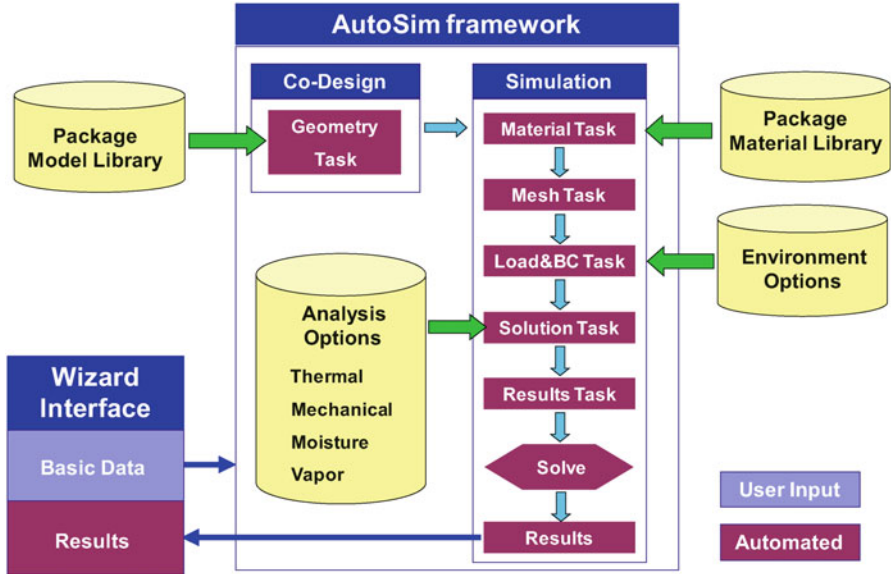 AutoSim framework
Co-Design
Simulation
Package
Model Library
Geometry
Task
Material Task
Package
Material Library
Mesh Task
Load&BC Task
Environment
Options
Analysis
Options
Thermal
Mechanical
Moisture
Vapor
Solution Task
Results Task
Solve
Results
Wizard
Interface
Basic Data
Results
User Input
Automated